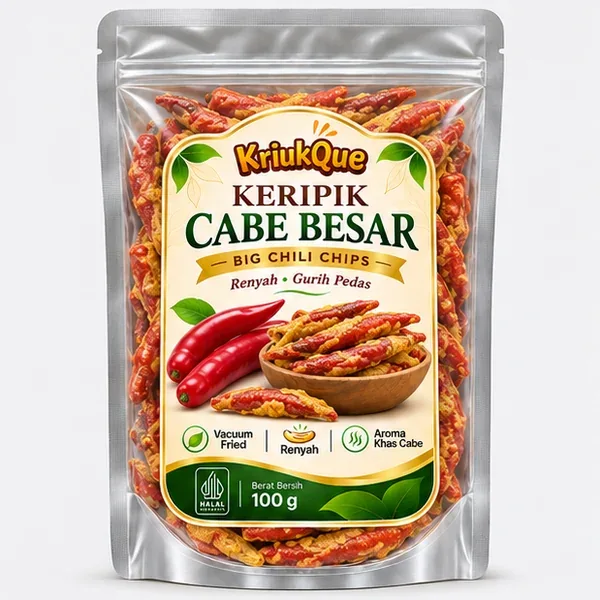 KriukQue
KERIPIK
CABE BESAR
BIG CHILI CHIPS
Renyah • Gurih Pedas
Vacuum
Fried
Renyah
Aroma
Khas Cabe
HALAL
INDONESIA
Berat Bersih
100 g